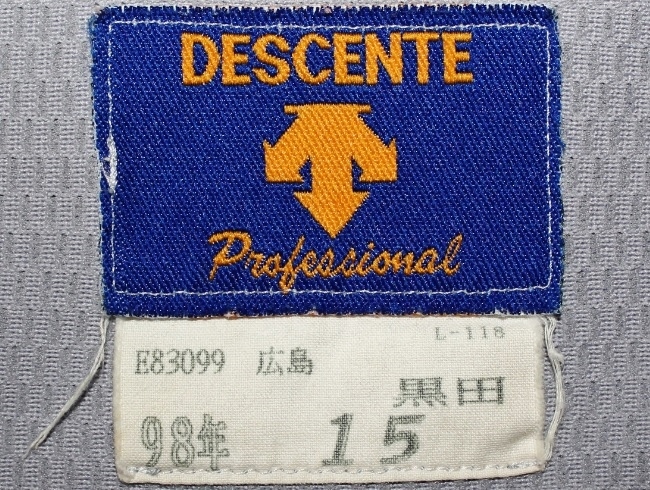 DESCENTE
Professional
L-118
E83099 広島
黒田
98年 15